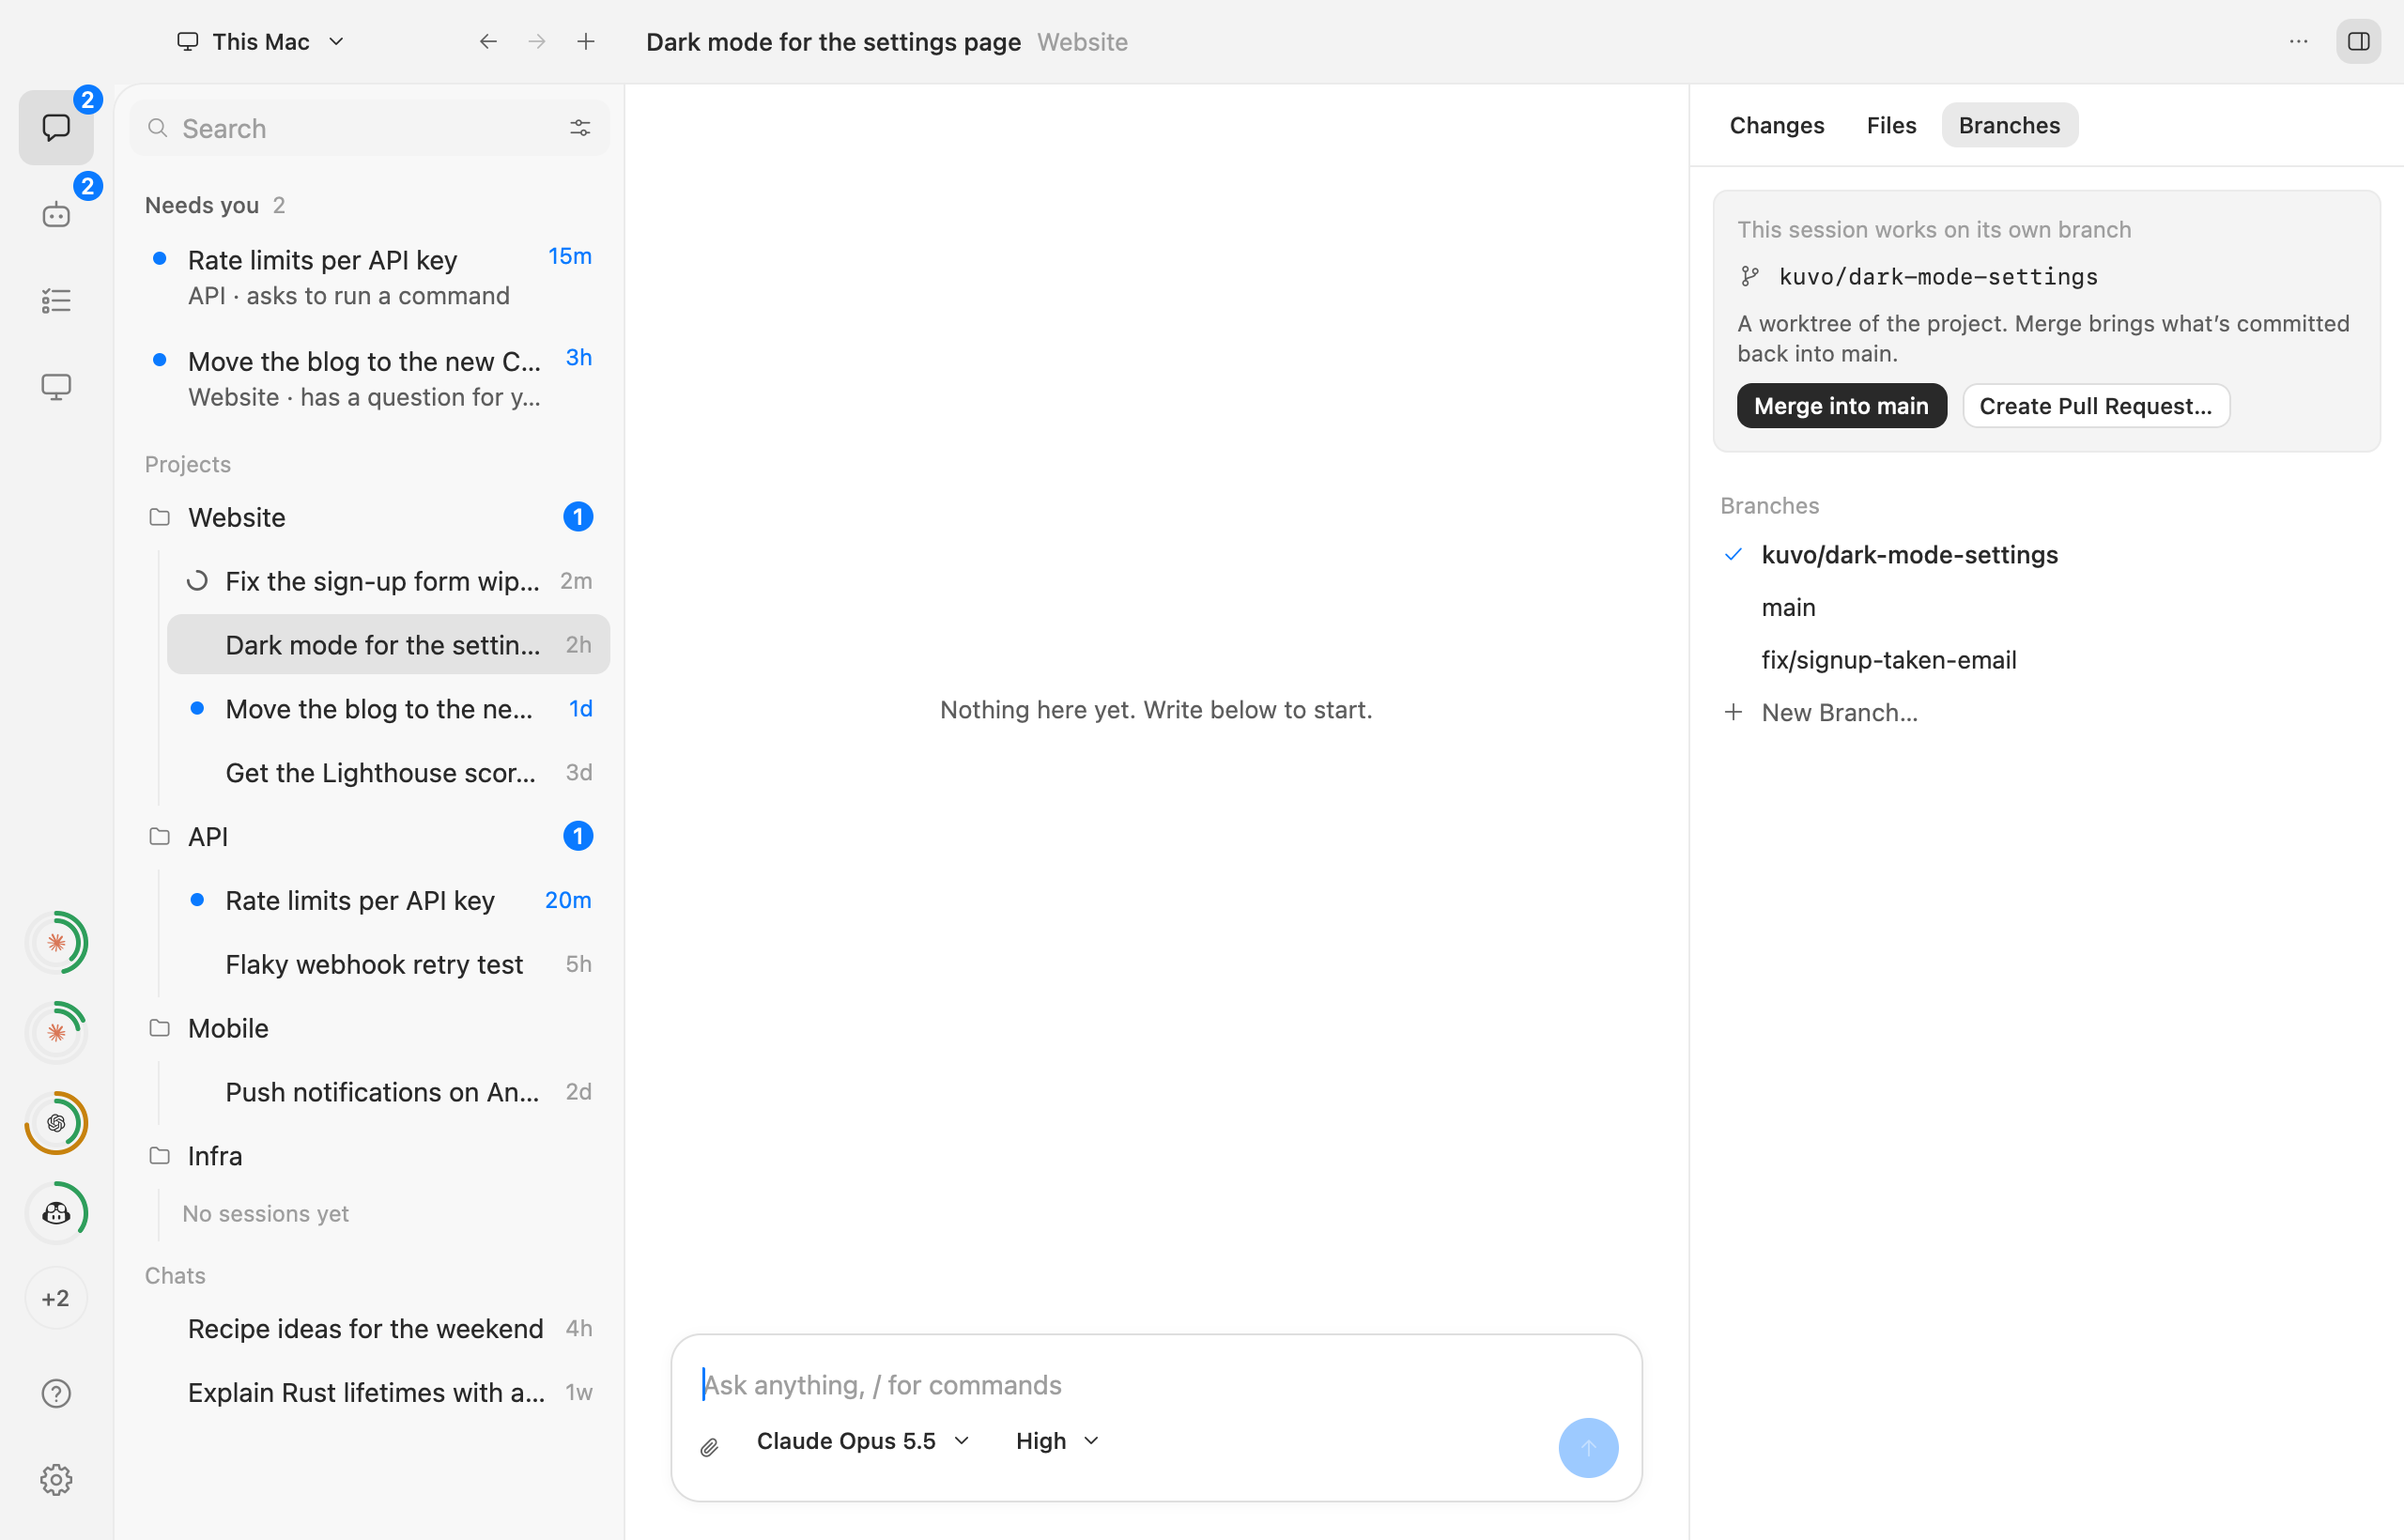 This Mac
Dark mode for the settings page Website
2
2
Search
Needs you 2
Rate limits per API key 15m
API · asks to run a command
Move the blog to the new C... 3h
Website · has a question for y...
Projects
Website 1
Fix the sign-up form wip... 2m
Dark mode for the settin... 2h
Move the blog to the ne... 1d
Get the Lighthouse scor... 3d
API 1
Rate limits per API key 20m
Flaky webhook retry test 5h
Mobile
Push notifications on An... 2d
Infra
No sessions yet
Chats
Recipe ideas for the weekend 4h
Explain Rust lifetimes with a... 1w
+2
Nothing here yet. Write below to start.
Ask anything, / for commands
Claude Opus 5.5 High
Changes Files Branches
This session works on its own branch
kuvo/dark-mode-settings
A worktree of the project. Merge brings what’s committed
back into main.
Merge into main Create Pull Request...
Branches
kuvo/dark-mode-settings
main
fix/signup-taken-email
New Branch...